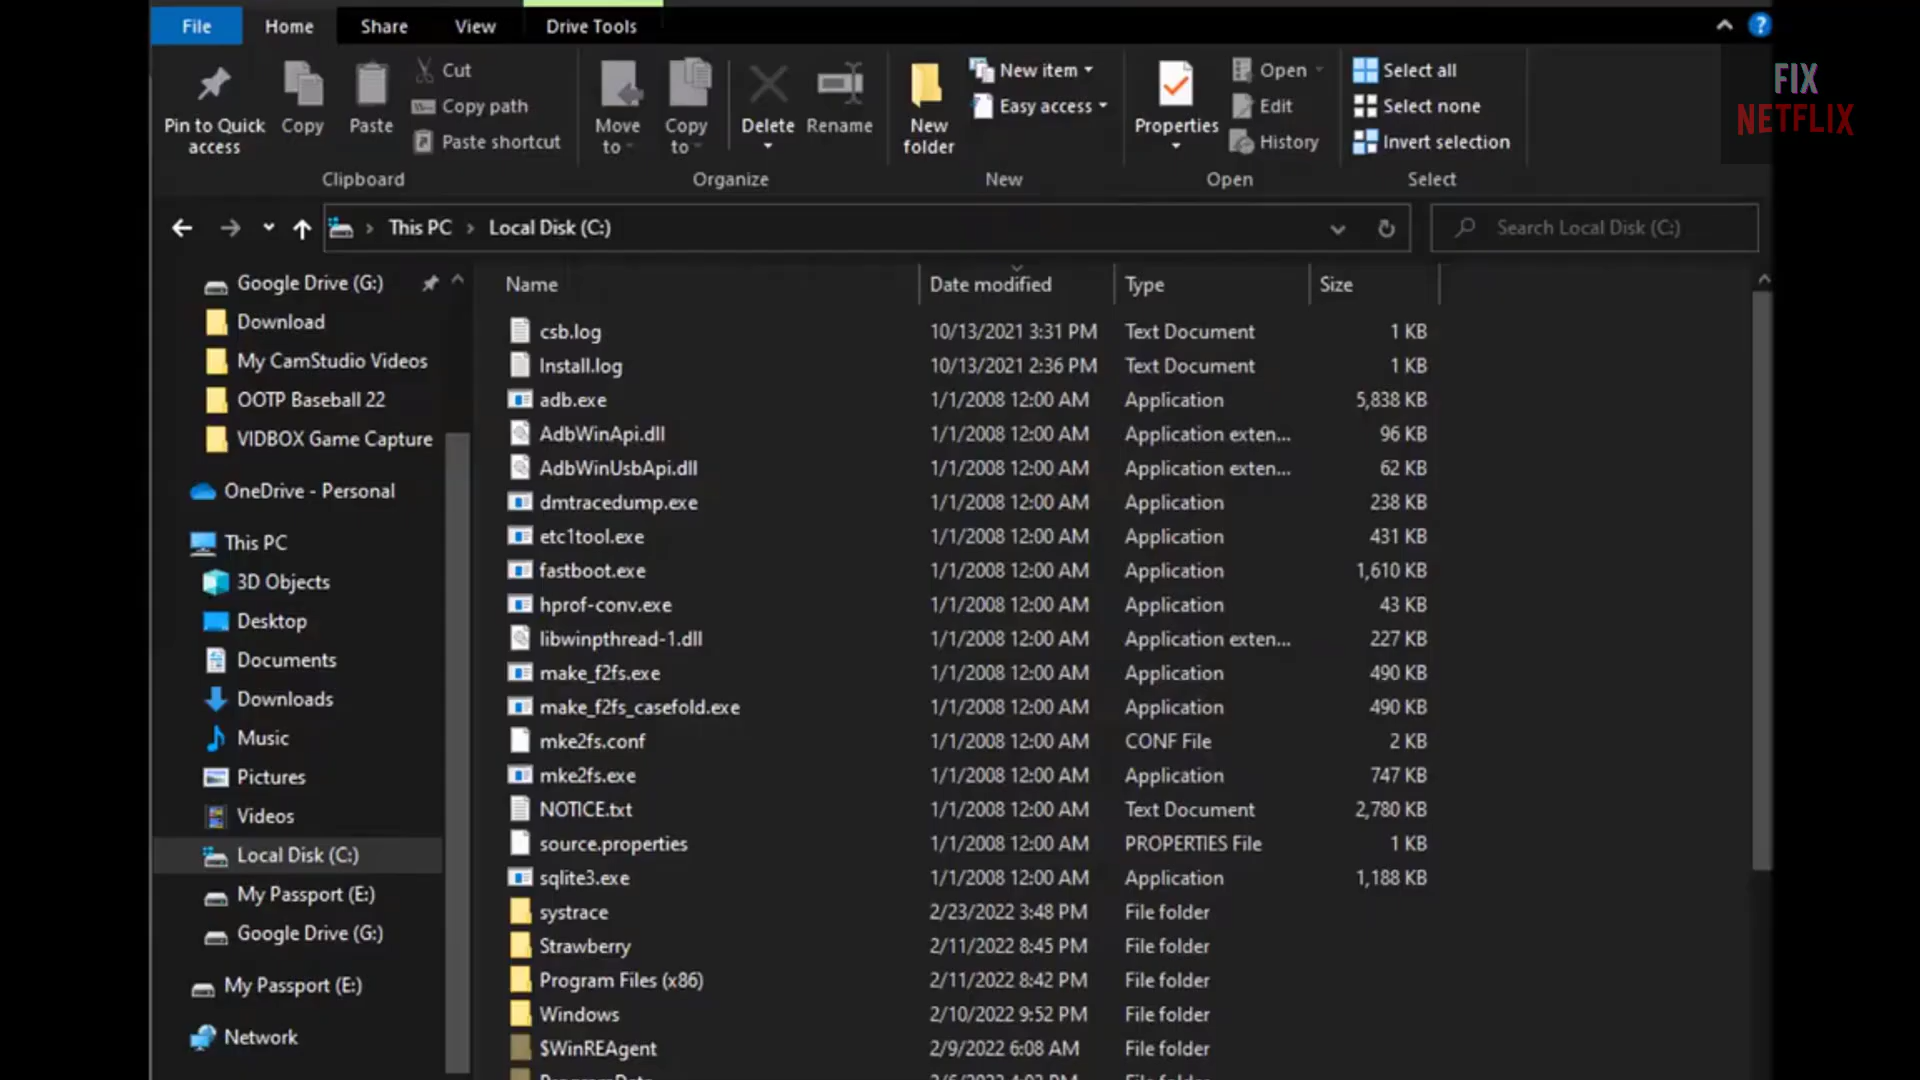 File Home Share View Drive Tools
FIX
NETFLIX
Pin to Quick access
Copy
Paste
Cut
Copy path
Paste shortcut
Move to
Copy to
Delete
Rename
New folder
New item
Easy access
Properties
Open
Edit
History
Select all
Select none
Invert selection
Clipboard Organize New Open Select
This PC > Local Disk (C:)
Search Local Disk (C:)
Google Drive (G:)
Download
My CamStudio Videos
OOTP Baseball 22
VIDBOX Game Capture
OneDrive - Personal
This PC
3D Objects
Desktop
Documents
Downloads
Music
Pictures
Videos
Local Disk (C:)
My Passport (E:)
Google Drive (G:)
My Passport (E:)
Network
Name Date modified Type Size
csb.log 10/13/2021 3:31 PM Text Document 1 KB
Install.log 10/13/2021 2:36 PM Text Document 1 KB
adb.exe 1/1/2008 12:00 AM Application 5,838 KB
AdbWinApi.dll 1/1/2008 12:00 AM Application exten... 96 KB
AdbWinUsbApi.dll 1/1/2008 12:00 AM Application exten... 62 KB
dmtracedump.exe 1/1/2008 12:00 AM Application 238 KB
etc1tool.exe 1/1/2008 12:00 AM Application 431 KB
fastboot.exe 1/1/2008 12:00 AM Application 1,610 KB
hprof-conv.exe 1/1/2008 12:00 AM Application 43 KB
libwinpthread-1.dll 1/1/2008 12:00 AM Application exten... 227 KB
make_f2fs.exe 1/1/2008 12:00 AM Application 490 KB
make_f2fs_casefold.exe 1/1/2008 12:00 AM Application 490 KB
mke2fs.conf 1/1/2008 12:00 AM CONF File 2 KB
mke2fs.exe 1/1/2008 12:00 AM Application 747 KB
NOTICE.txt 1/1/2008 12:00 AM Text Document 2,780 KB
source.properties 1/1/2008 12:00 AM PROPERTIES File 1 KB
sqlite3.exe 1/1/2008 12:00 AM Application 1,188 KB
systrace 2/23/2022 3:48 PM File folder
Strawberry 2/11/2022 8:45 PM File folder
Program Files (x86) 2/11/2022 8:42 PM File folder
Windows 2/10/2022 9:52 PM File folder
$WinREAgent 2/9/2022 6:08 AM File folder